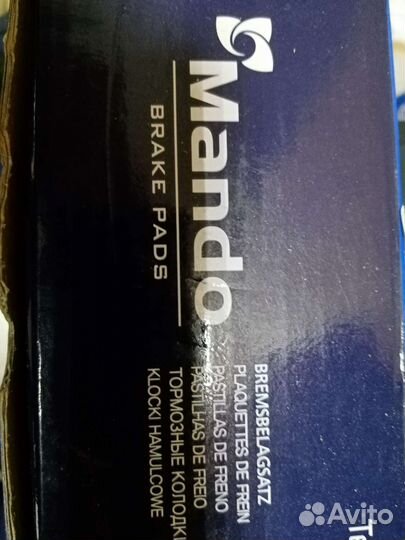 Mando
BRAKE PADS
BREMSBELAGSATZ
PLAQUETTES DE FREIN
PASTILLAS DE FRENO
PASTILHAS DE FREIO
ТОРМОЗНЫЕ КОЛОДКИ
KLOCKI HAMULCOWE
Avito